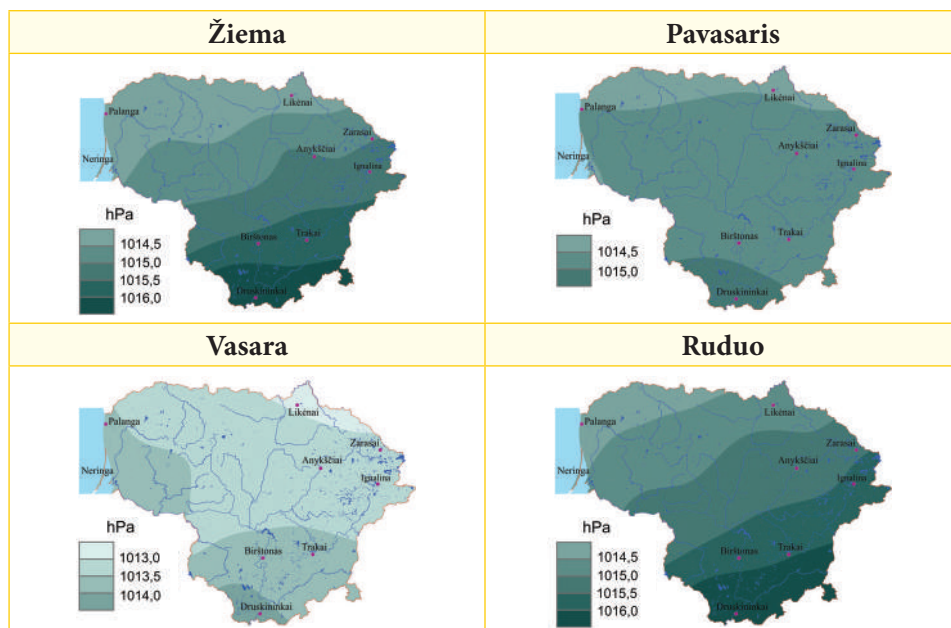 Žiema
Palanga
Likėnai
Neringa
Zarasai
Anykščiai
Ignalina
Birštonas
Trakai
Druskininkai
hPa
1014,5
1015,0
1015,5
1016,0
Pavasaris
Palanga
Likėnai
Neringa
Zarasai
Anykščiai
Ignalina
Birštonas
Trakai
Druskininkai
hPa
1014,5
1015,0
Vasara
Palanga
Likėnai
Neringa
Zarasai
Anykščiai
Ignalina
Birštonas
Trakai
Druskininkai
hPa
1013,0
1013,5
1014,0
Ruduo
Palanga
Likėnai
Neringa
Zarasai
Anykščiai
Ignalina
Birštonas
Trakai
Druskininkai
hPa
1014,5
1015,0
1015,5
1016,0